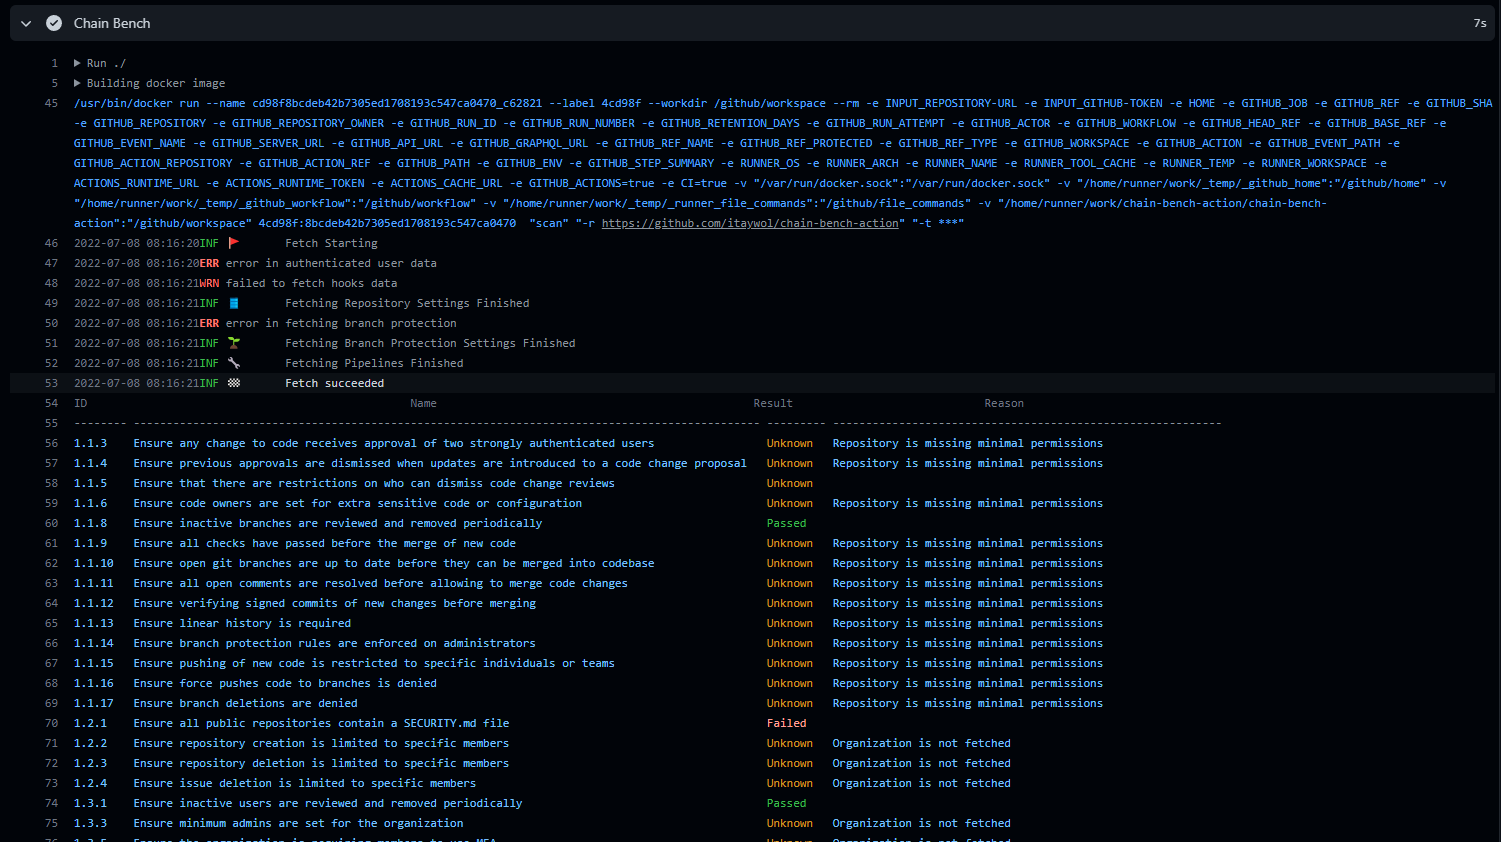 Chain Bench 7s
1 Run ./
5 Building docker image
45 /usr/bin/docker run --name cd98f8bcdeb42b7305ed1708193c547ca0470_c62821 --label 4cd98f --workdir /github/workspace --rm -e INPUT_REPOSITORY-URL -e INPUT_GITHUB-TOKEN -e HOME -e GITHUB_JOB -e GITHUB_REF -e GITHUB_SHA
-e GITHUB_REPOSITORY -e GITHUB_REPOSITORY_OWNER -e GITHUB_RUN_ID -e GITHUB_RUN_NUMBER -e GITHUB_RETENTION_DAYS -e GITHUB_RUN_ATTEMPT -e GITHUB_ACTOR -e GITHUB_WORKFLOW -e GITHUB_HEAD_REF -e GITHUB_BASE_REF -e
GITHUB_EVENT_NAME -e GITHUB_SERVER_URL -e GITHUB_API_URL -e GITHUB_GRAPHQL_URL -e GITHUB_REF_NAME -e GITHUB_REF_PROTECTED -e GITHUB_REF_TYPE -e GITHUB_WORKSPACE -e GITHUB_ACTION -e GITHUB_EVENT_PATH -e
GITHUB_ACTION_REPOSITORY -e GITHUB_ACTION_REF -e GITHUB_PATH -e GITHUB_ENV -e GITHUB_STEP_SUMMARY -e RUNNER_OS -e RUNNER_ARCH -e RUNNER_NAME -e RUNNER_TOOL_CACHE -e RUNNER_TEMP -e RUNNER_WORKSPACE -e
ACTIONS_RUNTIME_URL -e ACTIONS_RUNTIME_TOKEN -e ACTIONS_CACHE_URL -e GITHUB_ACTIONS=true -e CI=true -v "/var/run/docker.sock":"/var/run/docker.sock" -v "/home/runner/work/_temp/_github_home":"/github/home" -v
"/home/runner/work/_temp/_github_workflow":"/github/workflow" -v "/home/runner/work/_temp/_runner_file_commands":"/github/file_commands" -v "/home/runner/work/chain-bench-action/chain-bench-
action":"/github/workspace" 4cd98f:8bcdeb42b7305ed1708193c547ca0470  "scan" "-r https://github.com/itaywol/chain-bench-action" "-t ***"
46 2022-07-08 08:16:20INF Fetch Starting
47 2022-07-08 08:16:20ERR error in authenticated user data
48 2022-07-08 08:16:21WRN failed to fetch hooks data
49 2022-07-08 08:16:21INF Fetching Repository Settings Finished
50 2022-07-08 08:16:21ERR error in fetching branch protection
51 2022-07-08 08:16:21INF Fetching Branch Protection Settings Finished
52 2022-07-08 08:16:21INF Fetching Pipelines Finished
53 2022-07-08 08:16:21INF Fetch succeeded
54 ID Name Result Reason
55 -------- ----------------------------------------------------------------------------------------------- --------- -----------------------------------------------------------
56 1.1.3 Ensure any change to code receives approval of two strongly authenticated users Unknown Repository is missing minimal permissions
57 1.1.4 Ensure previous approvals are dismissed when updates are introduced to a code change proposal Unknown Repository is missing minimal permissions
58 1.1.5 Ensure that there are restrictions on who can dismiss code change reviews Unknown
59 1.1.6 Ensure code owners are set for extra sensitive code or configuration Unknown Repository is missing minimal permissions
60 1.1.8 Ensure inactive branches are reviewed and removed periodically Passed
61 1.1.9 Ensure all checks have passed before the merge of new code Unknown Repository is missing minimal permissions
62 1.1.10 Ensure open git branches are up to date before they can be merged into codebase Unknown Repository is missing minimal permissions
63 1.1.11 Ensure all open comments are resolved before allowing to merge code changes Unknown Repository is missing minimal permissions
64 1.1.12 Ensure verifying signed commits of new changes before merging Unknown Repository is missing minimal permissions
65 1.1.13 Ensure linear history is required Unknown Repository is missing minimal permissions
66 1.1.14 Ensure branch protection rules are enforced on administrators Unknown Repository is missing minimal permissions
67 1.1.15 Ensure pushing of new code is restricted to specific individuals or teams Unknown Repository is missing minimal permissions
68 1.1.16 Ensure force pushes code to branches is denied Unknown Repository is missing minimal permissions
69 1.1.17 Ensure branch deletions are denied Unknown Repository is missing minimal permissions
70 1.2.1 Ensure all public repositories contain a SECURITY.md file Failed
71 1.2.2 Ensure repository creation is limited to specific members Unknown Organization is not fetched
72 1.2.3 Ensure repository deletion is limited to specific members Unknown Organization is not fetched
73 1.2.4 Ensure issue deletion is limited to specific members Unknown Organization is not fetched
74 1.3.1 Ensure inactive users are reviewed and removed periodically Passed
75 1.3.3 Ensure minimum admins are set for the organization Unknown Organization is not fetched
76 1.3.5 Ensure the organization is requiring members to use MFA Unknown Organization is not fetched